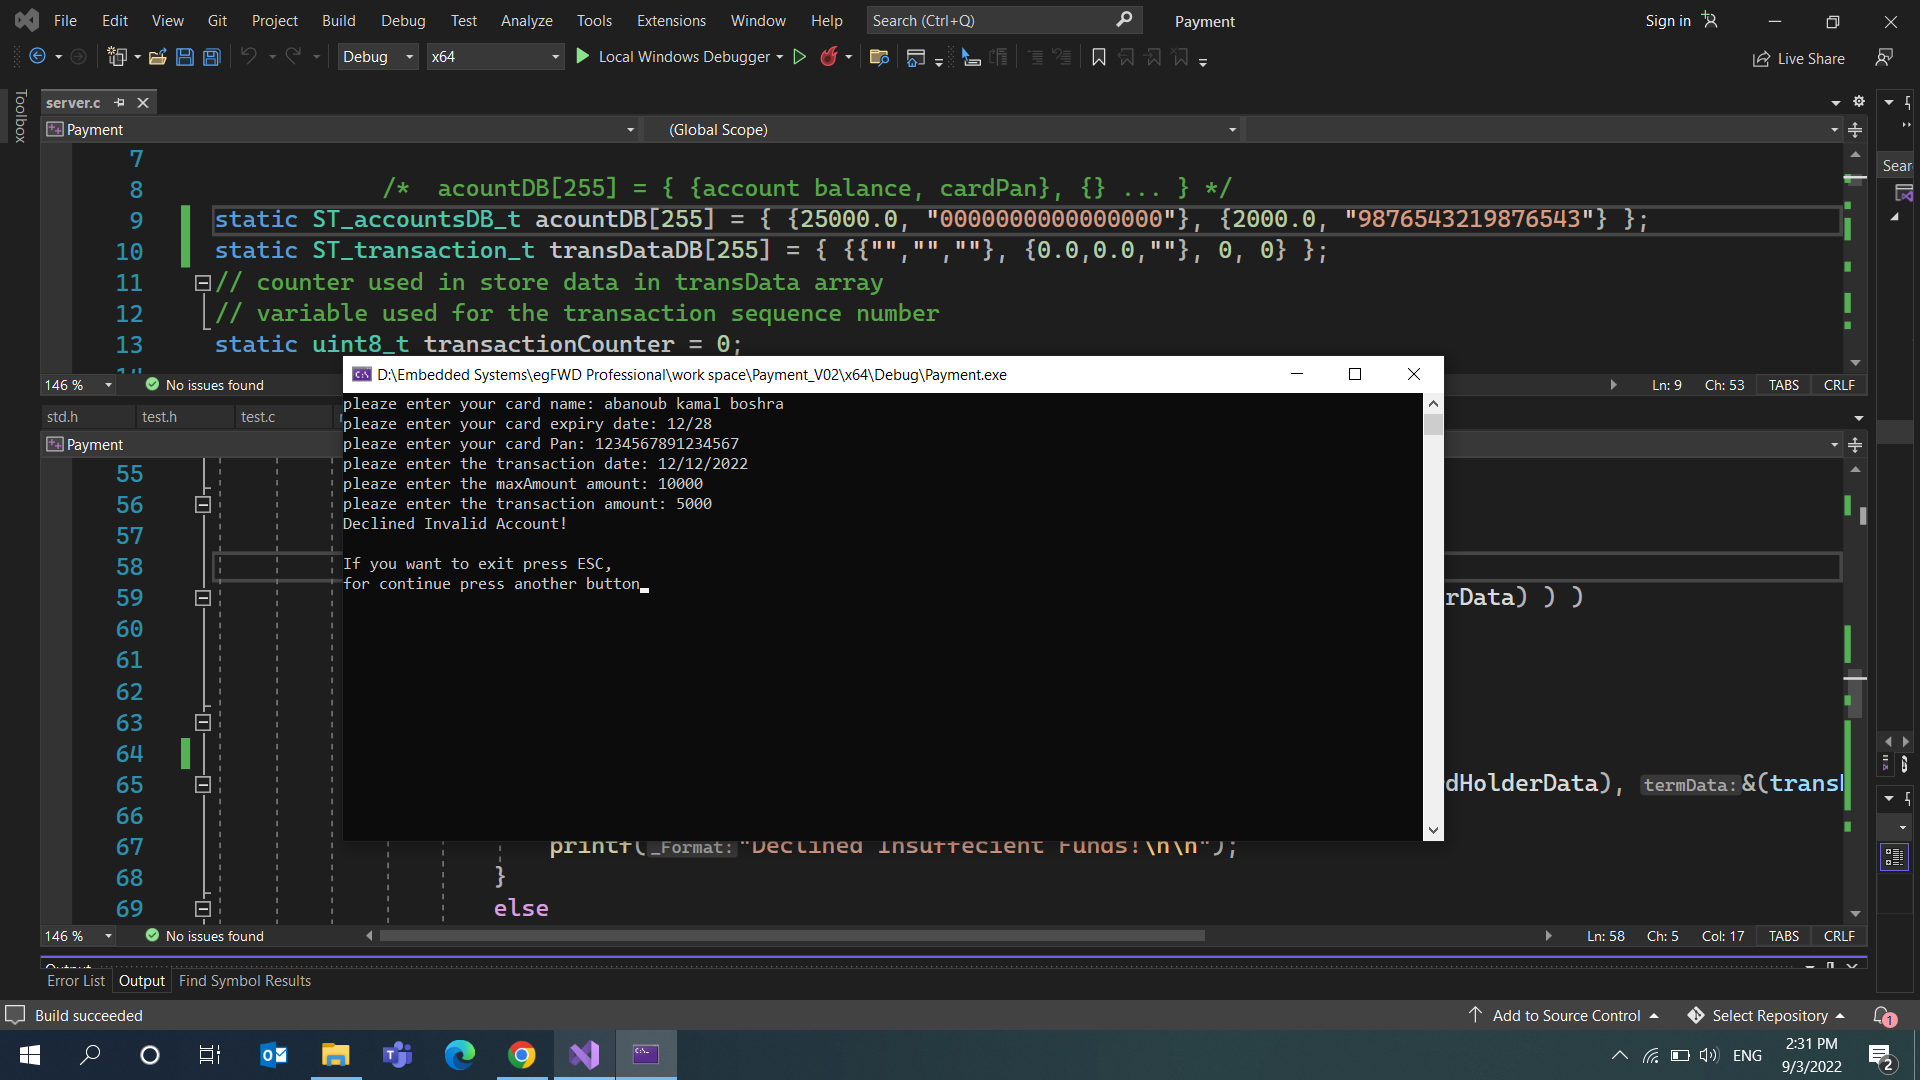 File Edit View Git Project Build Debug Test Analyze Tools Extensions Window Help Search (Ctrl+Q) Payment Sign in
Debug x64 Local Windows Debugger Live Share
Toolbox
server.c
Payment (Global Scope)
Sear
7
8 /* acountDB[255] = { {account balance, cardPan}, {} ... } */
9 static ST_accountsDB_t acountDB[255] = { {25000.0, "0000000000000000"}, {2000.0, "9876543219876543"} };
10 static ST_transaction_t transDataDB[255] = { {{"","",""}, {0.0,0.0,""}, 0, 0} };
11 // counter used in store data in transData array
12 // variable used for the transaction sequence number
13 static uint8_t transactionCounter = 0;
146 % No issues found Ln: 9 Ch: 53 TABS CRLF
std.h test.h test.c
Payment
D:\Embedded Systems\egFWD Professional\work space\Payment_V02\x64\Debug\Payment.exe
pleaze enter your card name: abanoub kamal boshra
pleaze enter your card expiry date: 12/28
pleaze enter your card Pan: 1234567891234567
pleaze enter the transaction date: 12/12/2022
pleaze enter the maxAmount amount: 10000
pleaze enter the transaction amount: 5000
Declined Invalid Account!
If you want to exit press ESC,
for continue press another button
55
56
57
58
59 rData) ) )
60
61
62
63
64
65 dHolderData), termData:&(transD
66
67 printf(_Format:"Declined Insuffecient Funds!\n\n");
68 }
69 else
146 % No issues found Ln: 58 Ch: 5 Col: 17 TABS CRLF
Output
Error List Output Find Symbol Results
Build succeeded Add to Source Control Select Repository 1
ENG 2:31 PM
9/3/2022 2